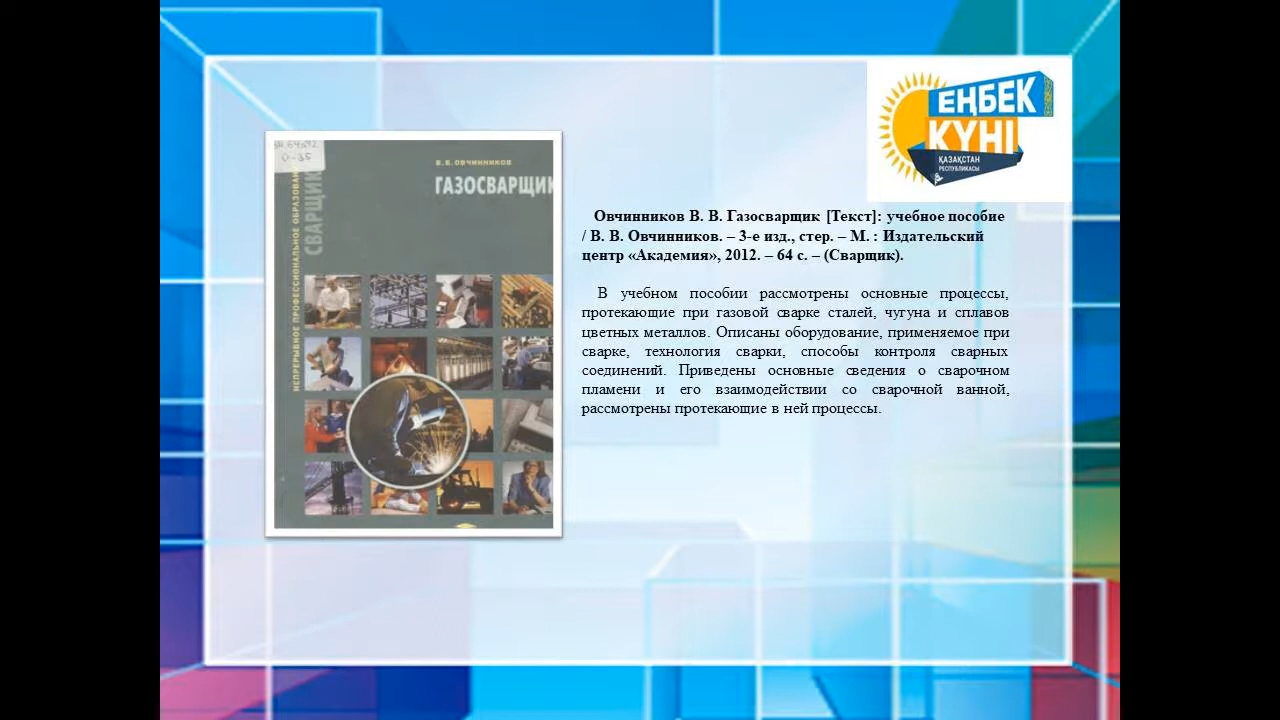 ЕҢБЕК
КҮНІ
ҚАЗАҚСТАН
РЕСПУБЛИКАСЫ
О-35
В. В. ОВЧИННИКОВ
ГАЗОСВАРЩИК
СВАРЩИК
НЕПРЕРЫВНОЕ ПРОФЕССИОНАЛЬНОЕ ОБРАЗОВАН
Овчинников В. В. Газосварщик [Текст]: учебное пособие
/ В. В. Овчинников. – 3-е изд., стер. – М. : Издательский
центр «Академия», 2012. – 64 с. – (Сварщик).
В учебном пособии рассмотрены основные процессы,
протекающие при газовой сварке сталей, чугуна и сплавов
цветных металлов. Описаны оборудование, применяемое при
сварке, технология сварки, способы контроля сварных
соединений. Приведены основные сведения о сварочном
пламени и его взаимодействии со сварочной ванной,
рассмотрены протекающие в ней процессы.